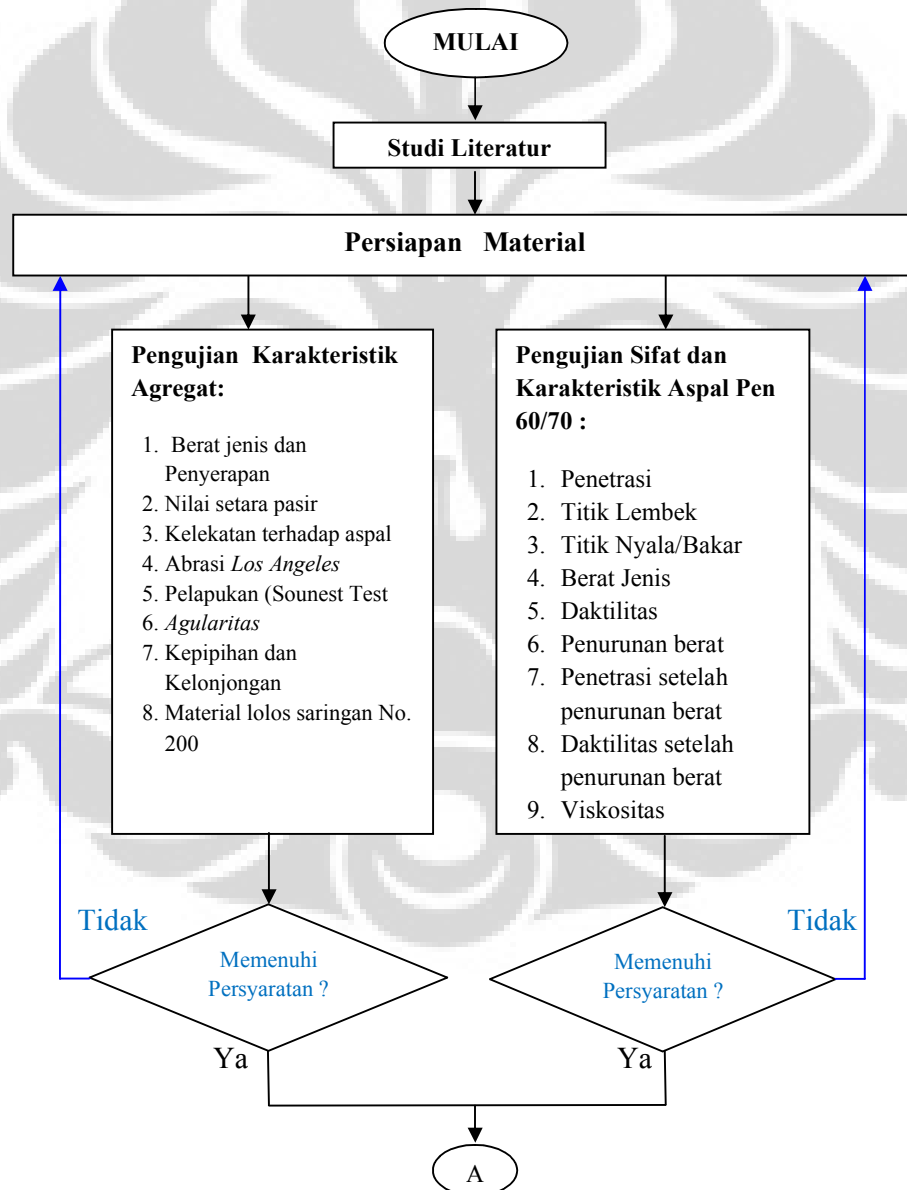 MULAI
Studi Literatur
Persiapan Material
Pengujian Karakteristik
Agregat:
1. Berat jenis dan
Penyerapan
2. Nilai setara pasir
3. Kelekatan terhadap aspal
4. Abrasi Los Angeles
5. Pelapukan (Sounest Test
6. Agularitas
7. Kepipihan dan
Kelonjongan
8. Material lolos saringan No.
200
Pengujian Sifat dan
Karakteristik Aspal Pen
60/70 :
1. Penetrasi
2. Titik Lembek
3. Titik Nyala/Bakar
4. Berat Jenis
5. Daktilitas
6. Penurunan berat
7. Penetrasi setelah
penurunan berat
8. Daktilitas setelah
penurunan berat
9. Viskositas
Tidak
Memenuhi
Persyaratan ?
Ya
Tidak
Memenuhi
Persyaratan ?
Ya
A